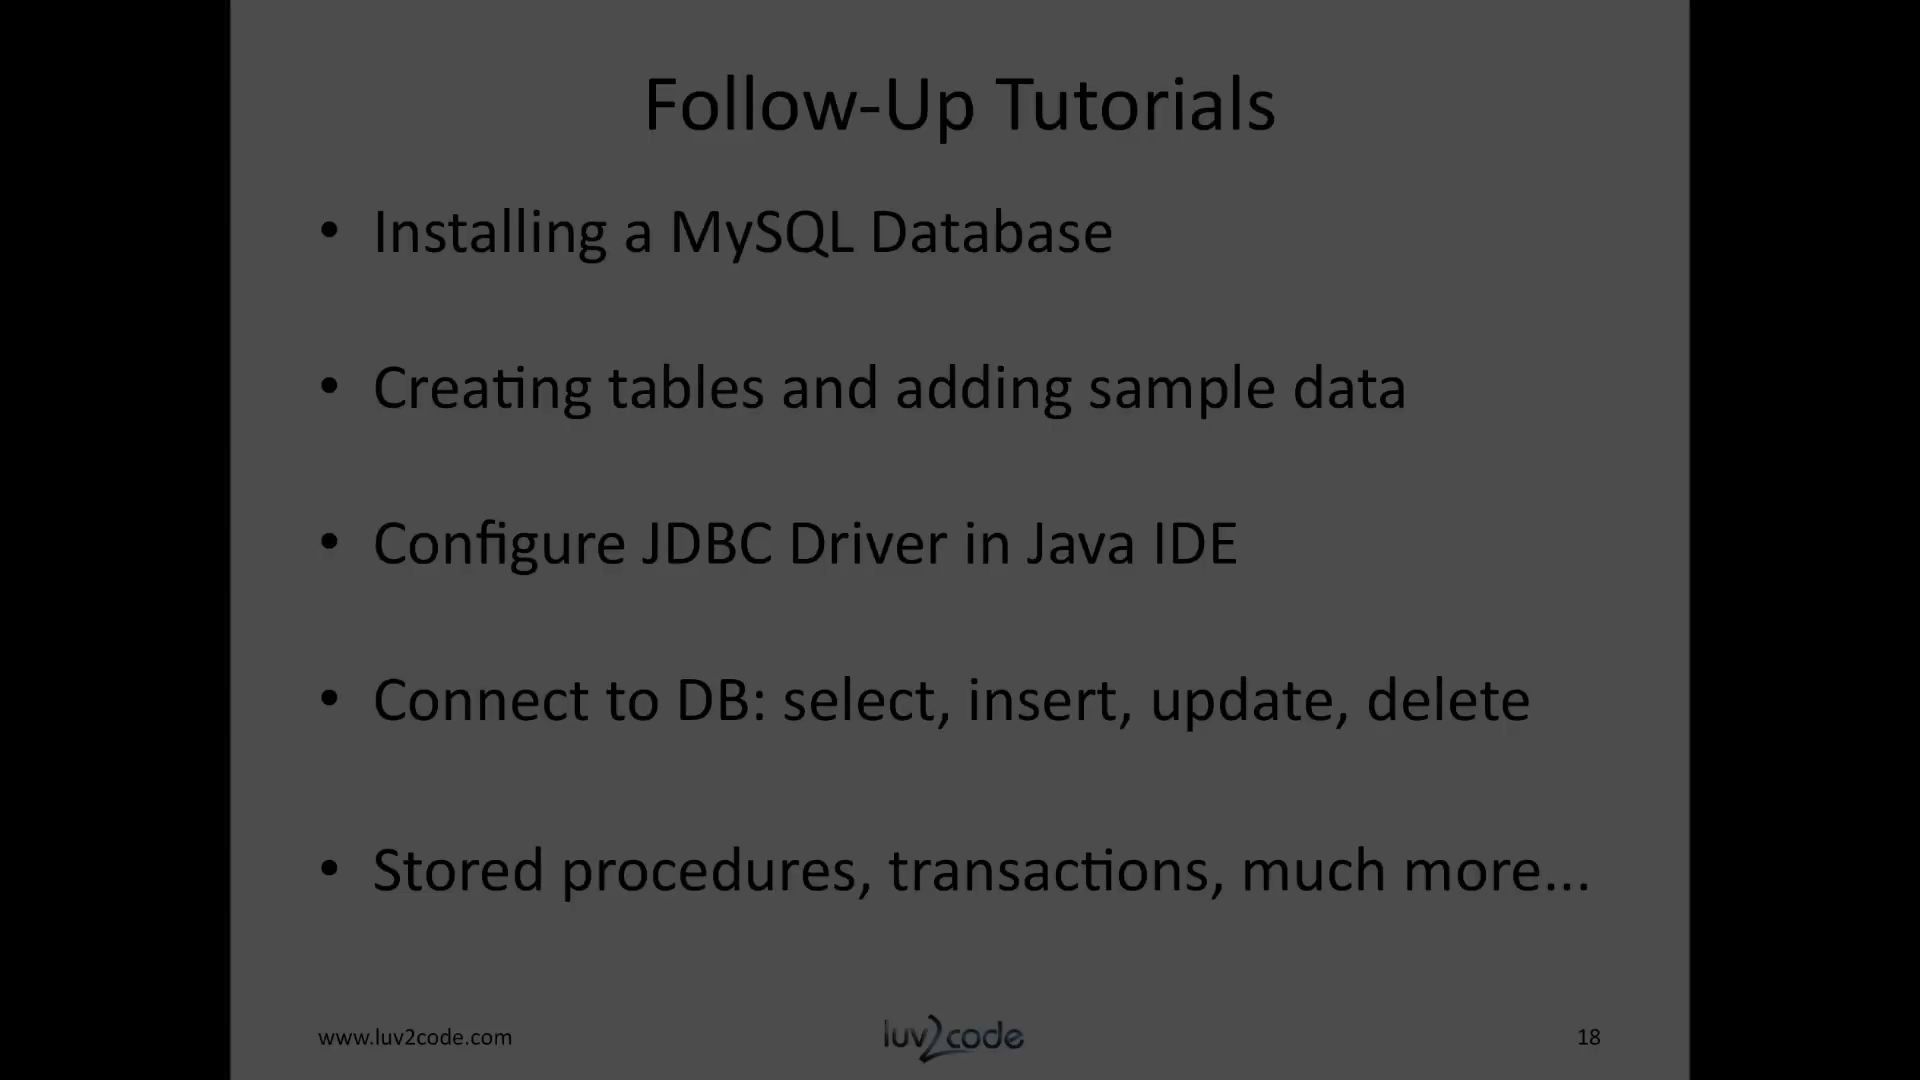 Follow-Up Tutorials
• Installing a MySQL Database
• Creating tables and adding sample data
• Configure JDBC Driver in Java IDE
• Connect to DB: select, insert, update, delete
• Stored procedures, transactions, much more...
www.luv2code.com luv2code 18